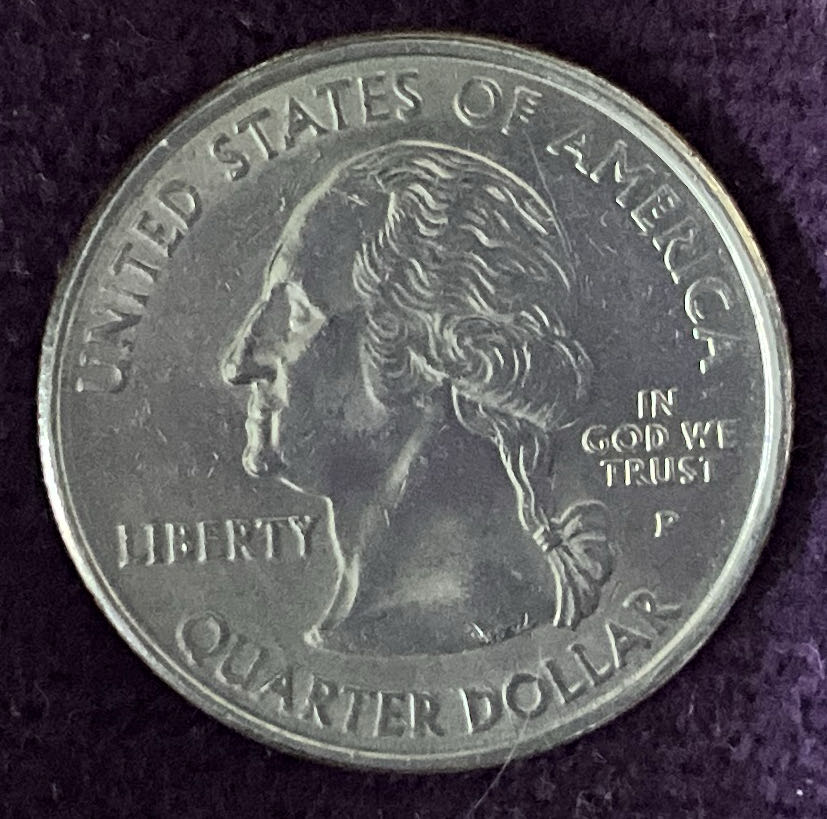 UNITED STATES OF AMERICA
IN
GOD WE
TRUST
P
LIBERTY
QUARTER DOLLAR